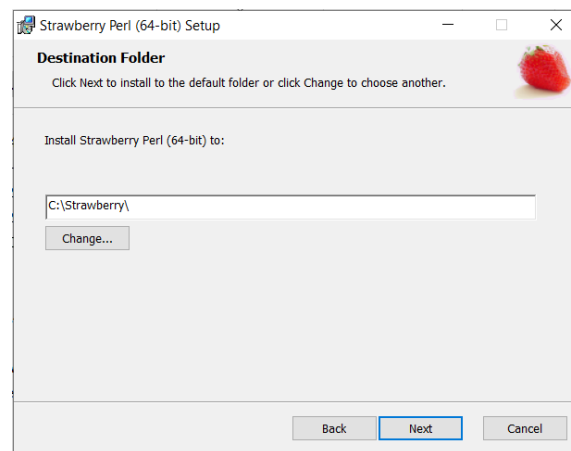 Strawberry Perl (64-bit) Setup
Destination Folder
Click Next to install to the default folder or click Change to choose another.
Install Strawberry Perl (64-bit) to:
C:\Strawberry\
Change...
Back Next Cancel